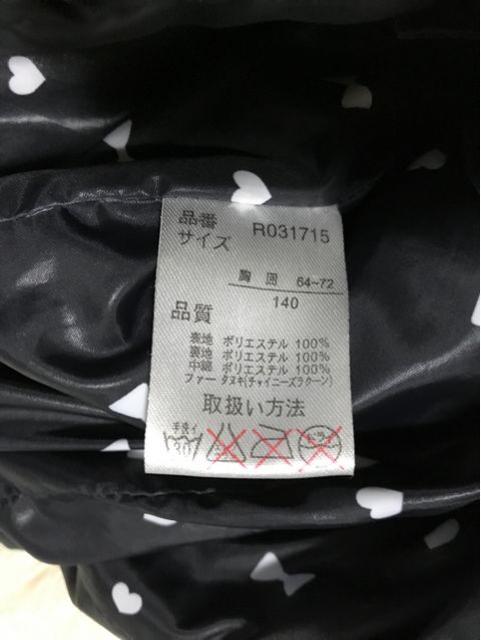 品番 R031715
サイズ
胸囲 64~72
140
品質
表地 ポリエステル 100%
裏地 ポリエステル 100%
中綿 ポリエステル 100%
ファー タヌキ(チャイニーズラクーン)
取扱い方法
手洗イ
30
ドライ